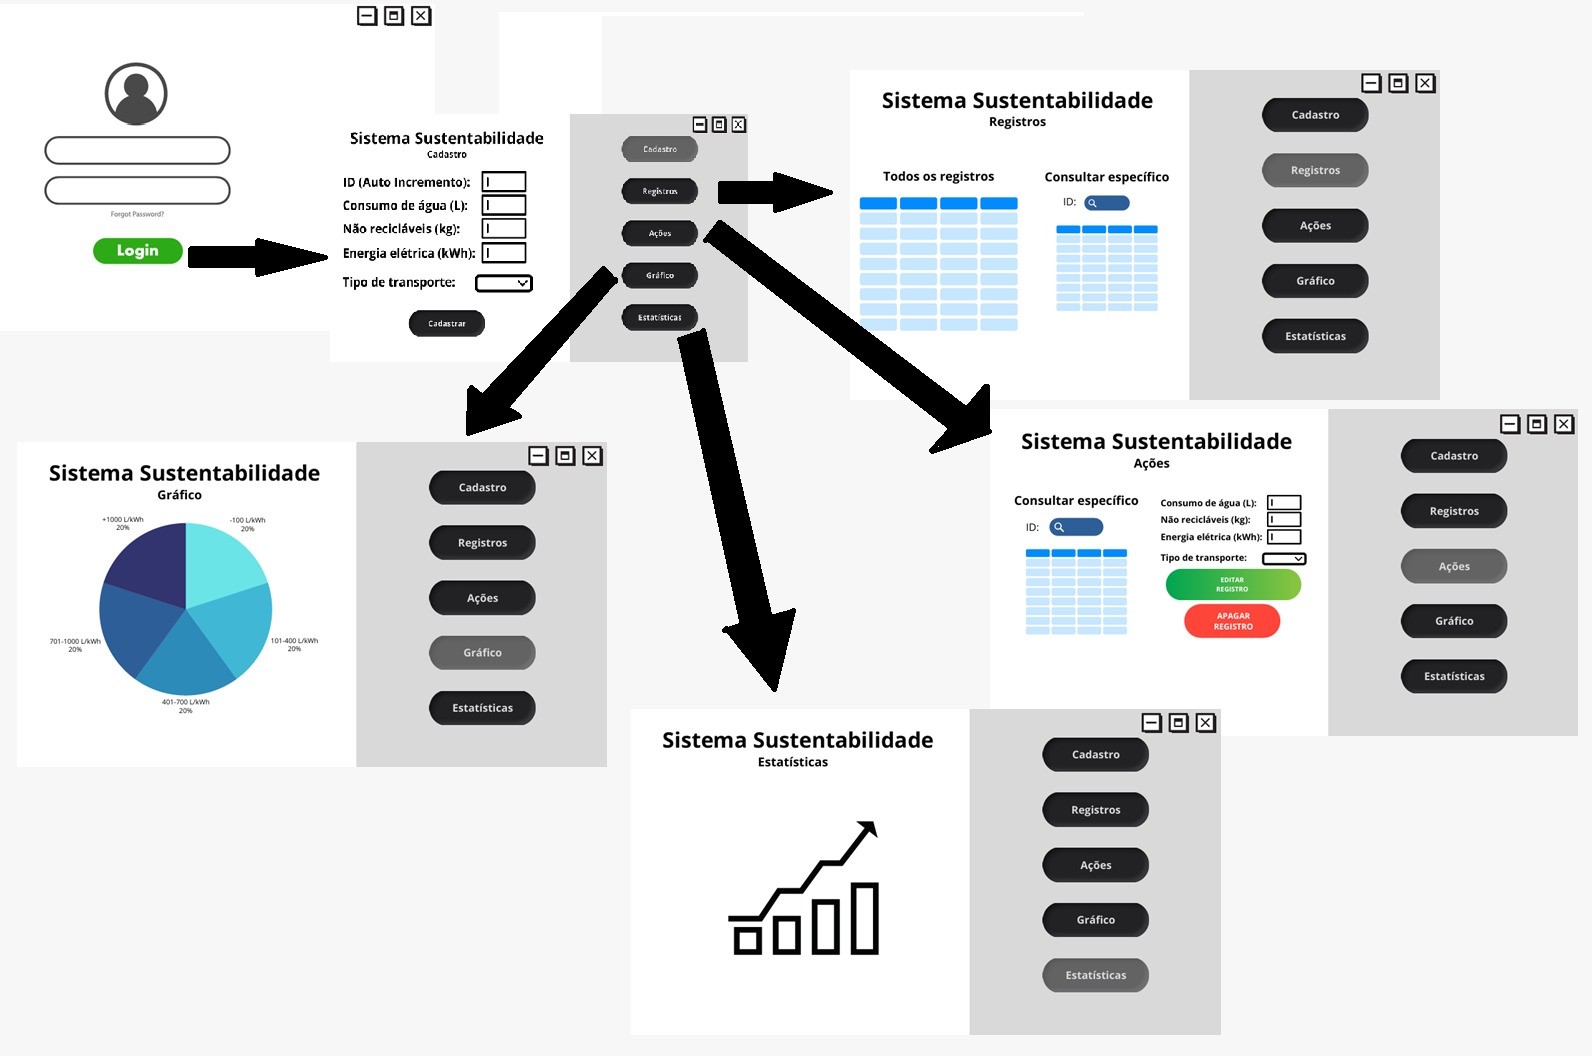 Forgot Password?
Login
Sistema Sustentabilidade
Cadastro
ID (Auto Incremento):
Consumo de água (L):
Não recicláveis (kg):
Energia elétrica (kWh):
Tipo de transporte:
Cadastrar
Cadastro
Registros
Ações
Gráfico
Estatísticas
Sistema Sustentabilidade
Registros
Todos os registros
Consultar específico
ID:
Cadastro
Registros
Ações
Gráfico
Estatísticas
Sistema Sustentabilidade
Gráfico
+1000 L/kWh
20%
-100 L/kWh
20%
701-1000 L/kWh
20%
101-400 L/kWh
20%
401-700 L/kWh
20%
Cadastro
Registros
Ações
Gráfico
Estatísticas
Sistema Sustentabilidade
Ações
Consultar específico
ID:
Consumo de água (L):
Não recicláveis (kg):
Energia elétrica (kWh):
Tipo de transporte:
EDITAR
REGISTRO
APAGAR
REGISTRO
Cadastro
Registros
Ações
Gráfico
Estatísticas
Sistema Sustentabilidade
Estatísticas
Cadastro
Registros
Ações
Gráfico
Estatísticas